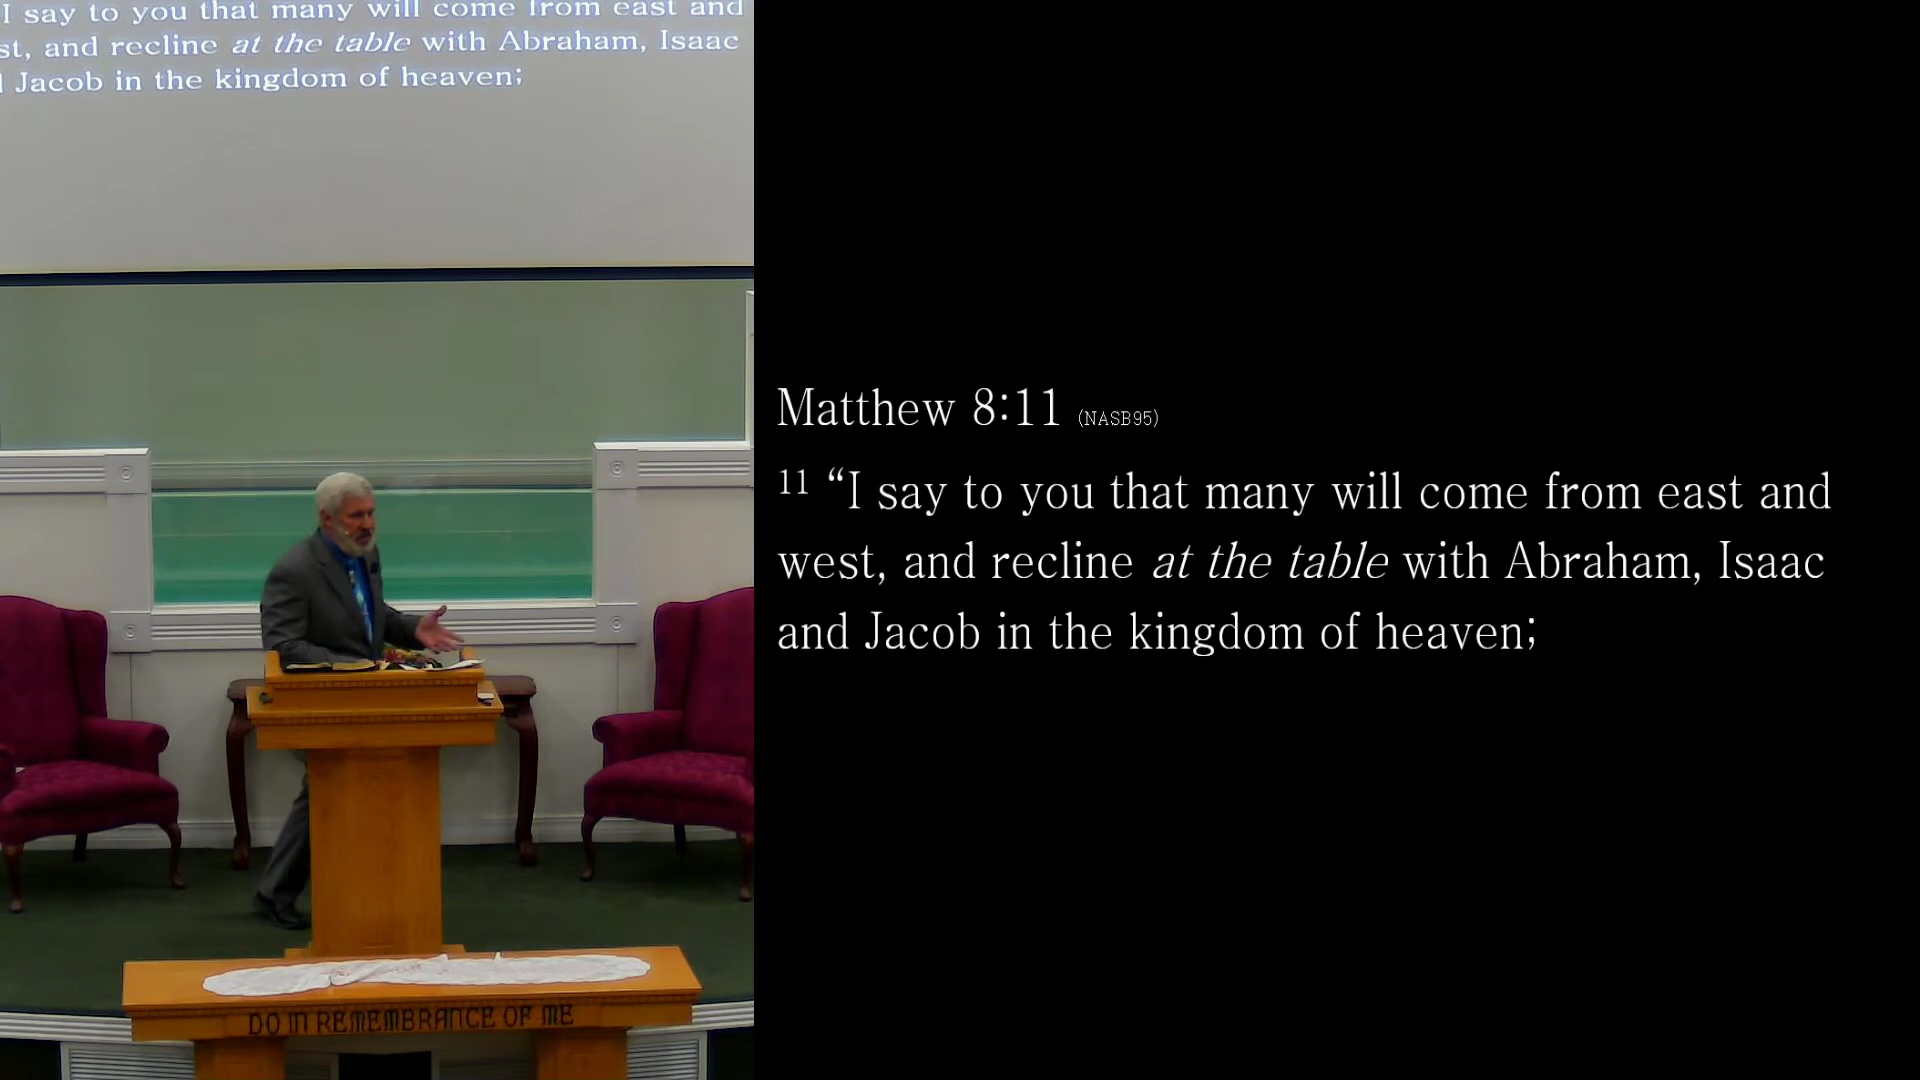 I say to you that many will come from east and
st, and recline at the table with Abraham, Isaac
Jacob in the kingdom of heaven;
Matthew 8:11 (NASB95)
11 “I say to you that many will come from east and
west, and recline at the table with Abraham, Isaac
and Jacob in the kingdom of heaven;
DO IN REMEMBRANCE OF ME